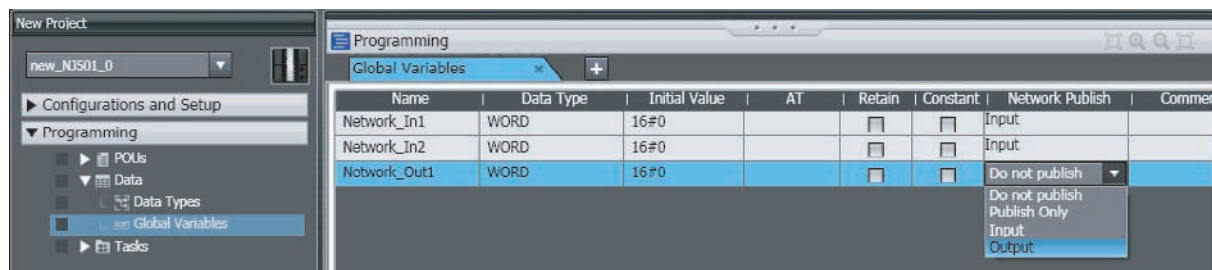 New Project
new_NJ501_0
Configurations and Setup
Programming
POUs
Data
Data Types
Global Variables
Tasks
Programming
Global Variables
Name Data Type Initial Value AT Retain Constant Network Publish Commen
Network_In1 WORD 16#0 Input
Network_In2 WORD 16#0 Input
Network_Out1 WORD 16#0 Do not publish
Do not publish
Publish Only
Input
Output